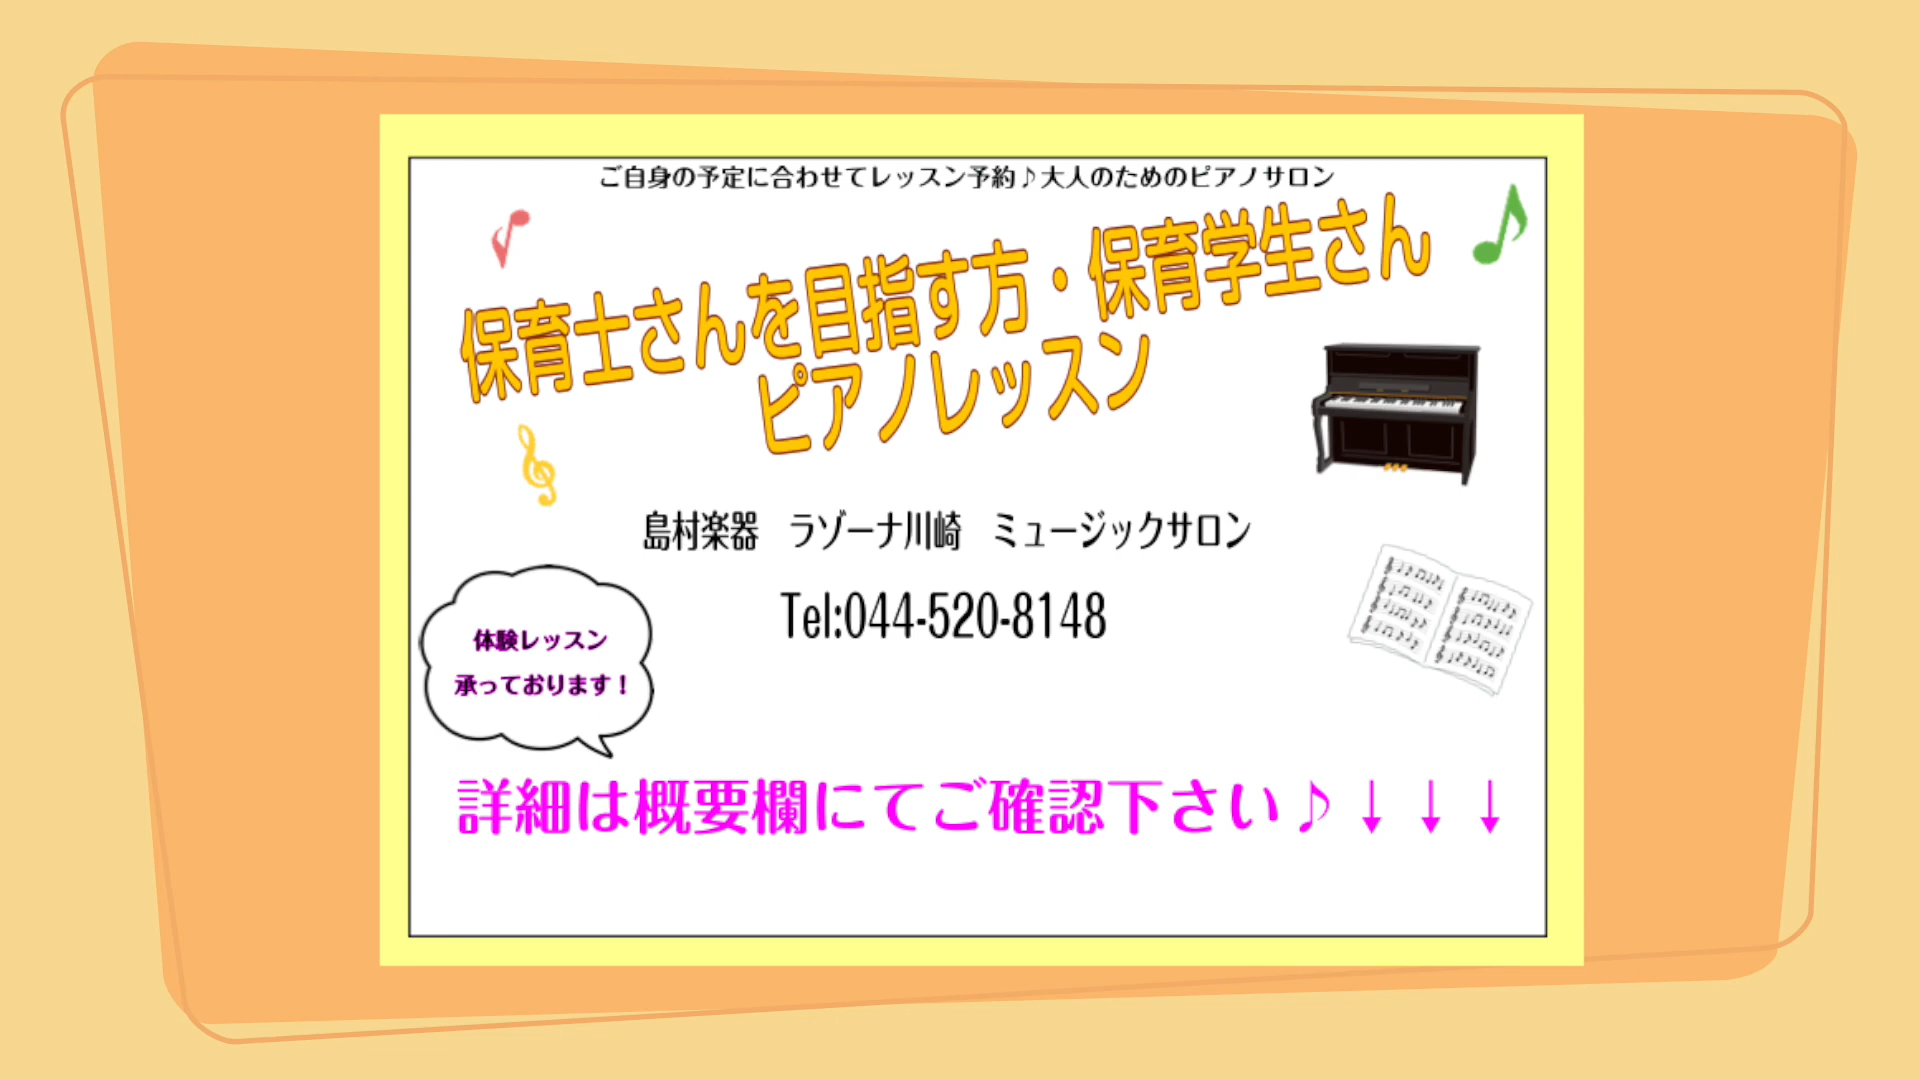 ご自身の予定に合わせてレッスン予約♪大人のためのピアノサロン
保育士さんを目指す方・保育学生さん
ピアノレッスン
島村楽器　ラゾーナ川崎　ミュージックサロン
Tel:044-520-8148
体験レッスン
承っております！
詳細は概要欄にてご確認下さい♪↓↓↓